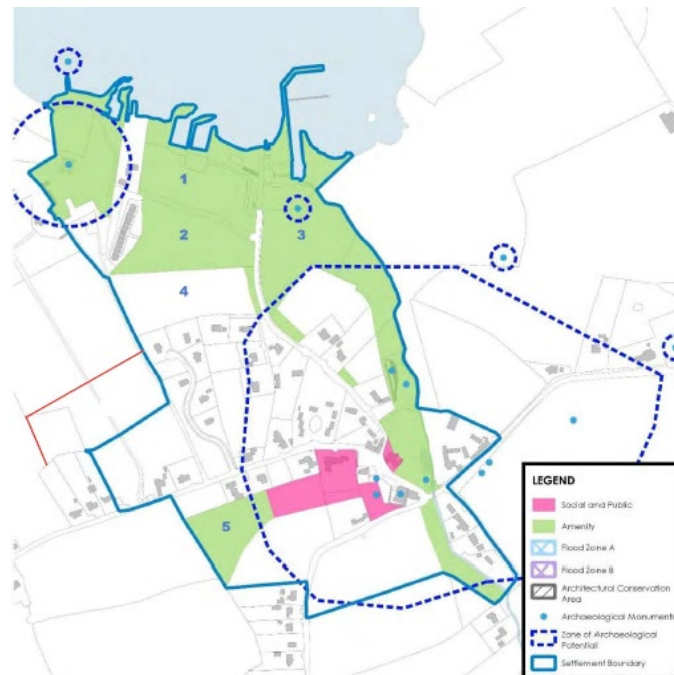 1
2
3
4
5
LEGEND
Social and Public
Amenity
Flood Zone A
Flood Zone B
Architectural Conservation
Area
Archaeological Monuments
Zone of Archaeological
Potential
Settlement Boundary